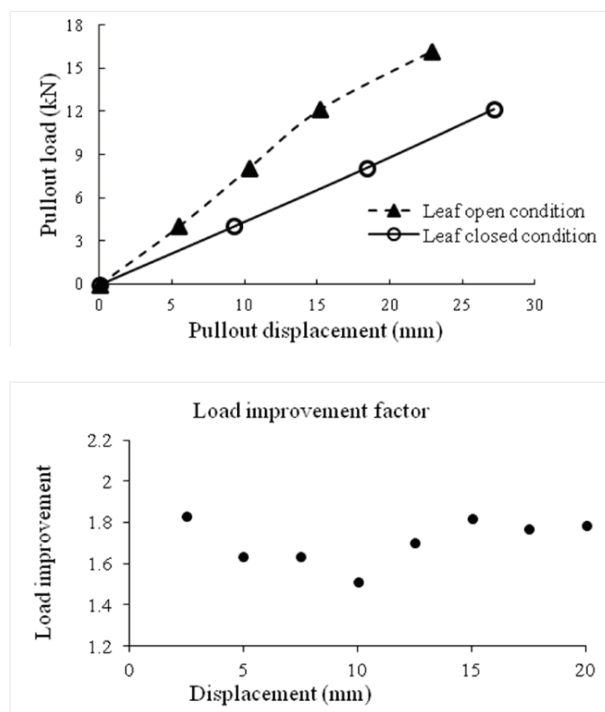 18
15
12
9
6
3
0
Pullout load (kN)
Leaf open condition
Leaf closed condition
0 5 10 15 20 25 30
Pullout displacement (mm)
Load improvement factor
2.2
2
1.8
1.6
1.4
1.2
Load improvement
0 5 10 15 20
Displacement (mm)